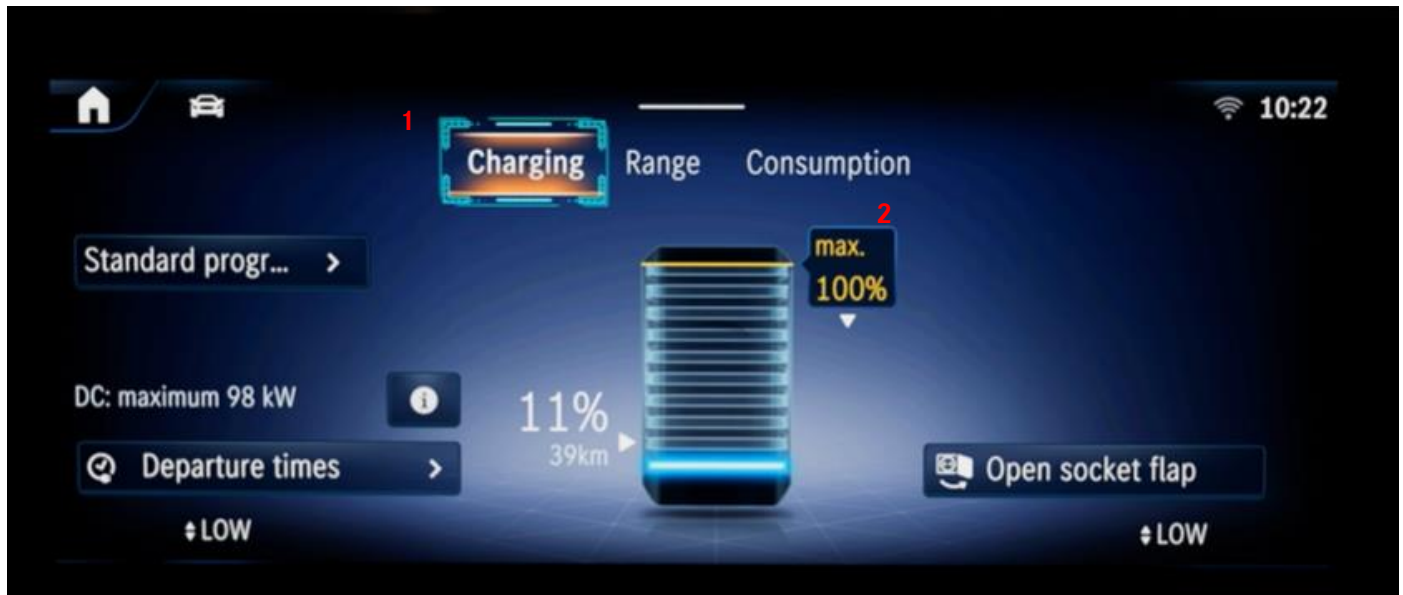 10:22
1
Charging
Range
Consumption
2
Standard progr...
max.
100%
DC: maximum 98 kW
11%
39km
Departure times
Open socket flap
LOW
LOW